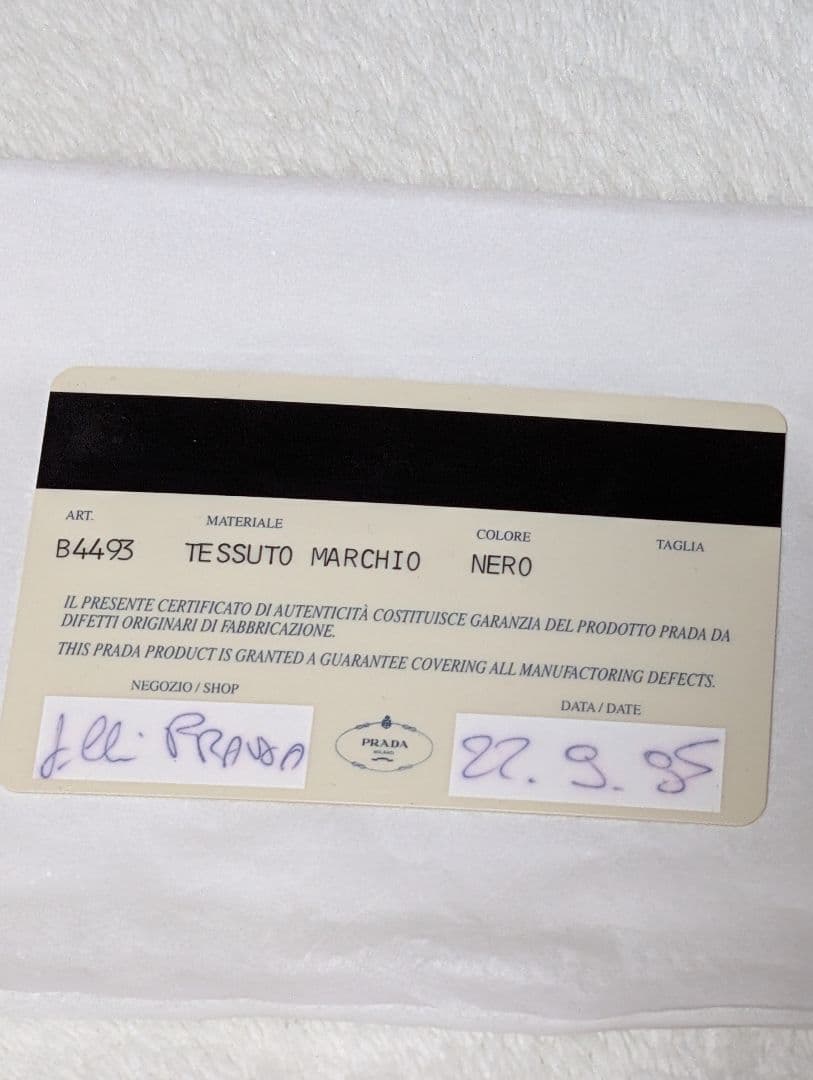 ART. MATERIALE COLORE TAGLIA
B4493 TESSUTO MARCHIO NERO
IL PRESENTE CERTIFICATO DI AUTENTICITÀ COSTITUISCE GARANZIA DEL PRODOTTO PRADA DA
DIFETTI ORIGINARI DI FABBRICAZIONE.
THIS PRADA PRODUCT IS GRANTED A GUARANTEE COVERING ALL MANUFACTORING DEFECTS.
NEGOZIO / SHOP DATA / DATE
PRADA
PRADA
MILANO
22. 9. 95